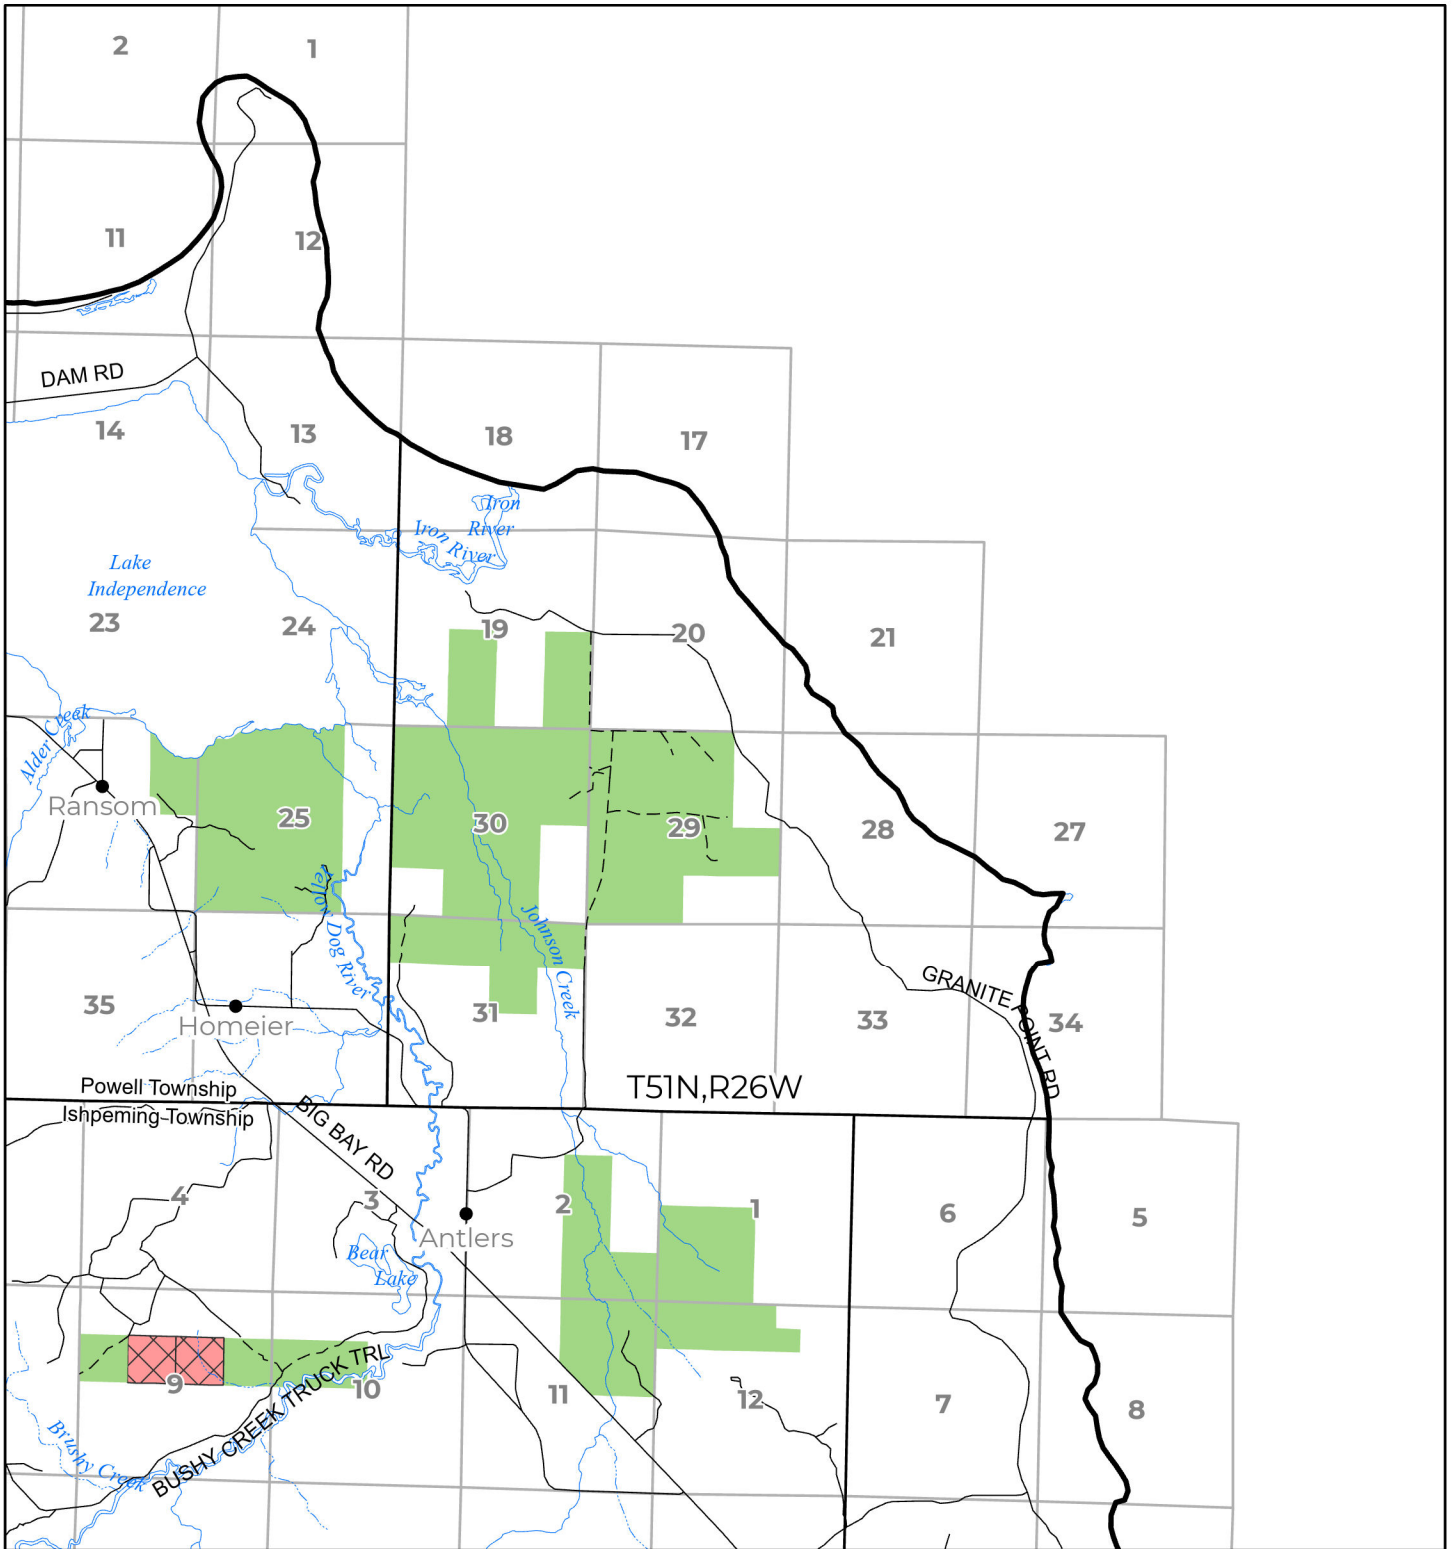 2
1
11
12
DAM RD
14
13
18
17
Iron
River
Iron River
Lake
Independence
23
24
19
20
21
Alder Creek
Ransom
25
30
29
28
27
Yellow Dog River
Johnson Creek
35
Homeier
31
32
33
34
GRANITE POINT RD
T51N,R26W
Powell Township
Ishpeming Township
BIG BAY RD
4
3
2
1
6
5
Antlers
Bear
Lake
9
10
11
12
7
8
BUSHY CREEK TRUCK TRL
Brushy Creek